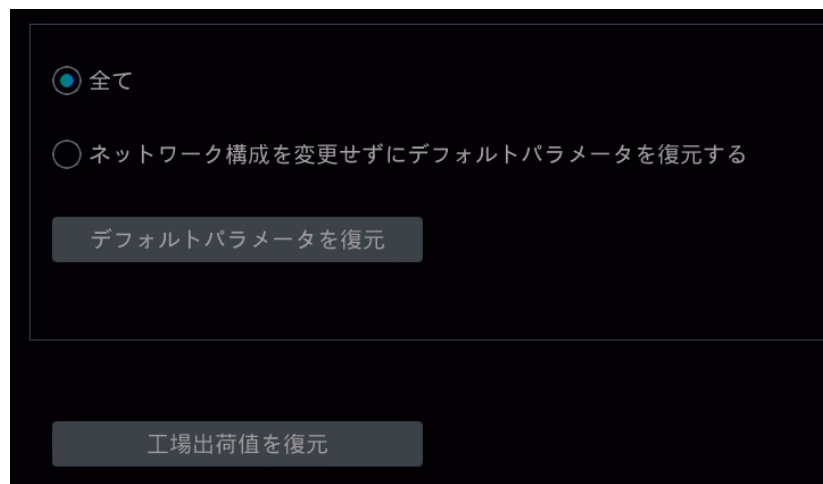 全て
ネットワーク構成を変更せずにデフォルトパラメータを復元する
デフォルトパラメータを復元
工場出荷値を復元